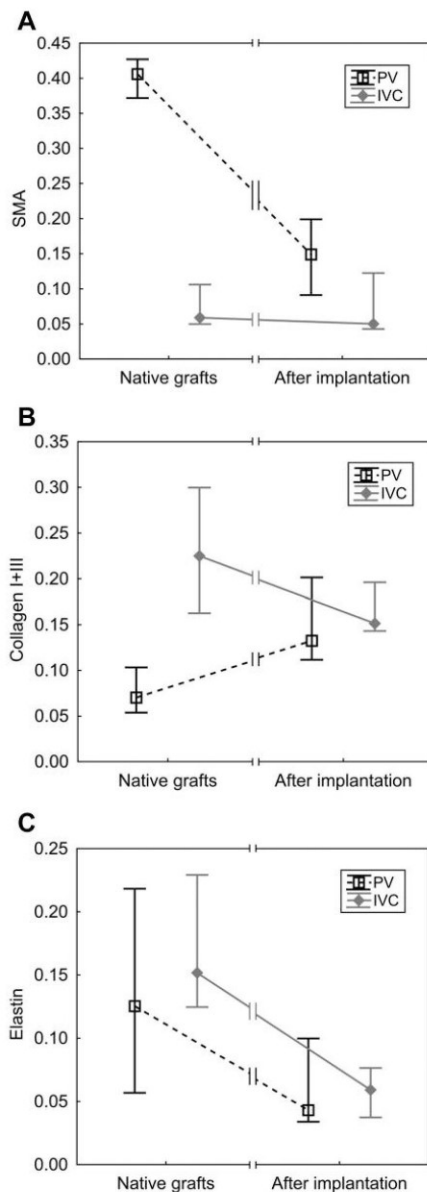 A
0.45
0.40
0.35
0.30
0.25
0.20
0.15
0.10
0.05
0.00
SMA
PV
IVC
Native grafts After implantation
B
0.35
0.30
0.25
0.20
0.15
0.10
0.05
0.00
Collagen I+III
PV
IVC
Native grafts After implantation
C
0.25
0.20
0.15
0.10
0.05
0.00
Elastin
PV
IVC
Native grafts After implantation